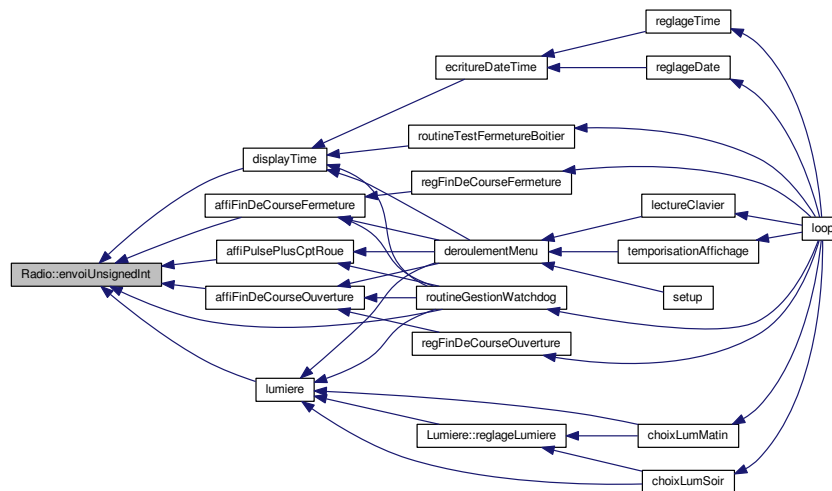 reglageTime
ecritureDateTime
reglageDate
routineTestFermetureBoitier
displayTime
regFinDeCourseFermeture
affiFinDeCourseFermeture
lectureClavier
loop
affiPulsePlusCptRoue
deroulementMenu
temporisationAffichage
Radio::envoiUnsignedInt
affiFinDeCourseOuverture
routineGestionWatchdog
setup
regFinDeCourseOuverture
lumiere
Lumiere::reglageLumiere
choixLumMatin
choixLumSoir